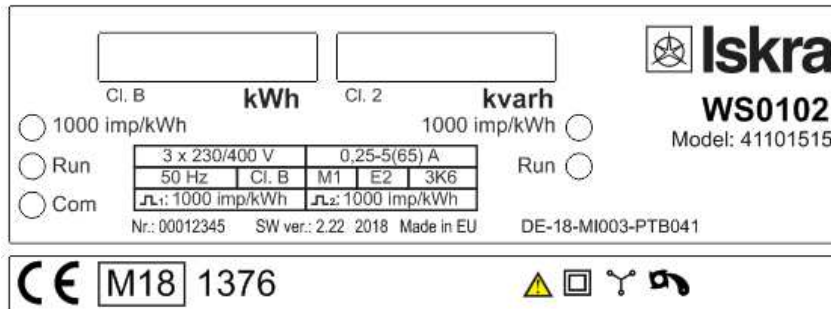 Iskra
Cl. B kWh Cl. 2 kvarh
WS0102
1000 imp/kWh 1000 imp/kWh
Model: 41101515
Run 3 x 230/400 V 0,25-5(65) A Run
50 Hz Cl. B M1 E2 3K6
Com 1: 1000 imp/kWh 2: 1000 imp/kWh
Nr.: 00012345 SW ver.: 2.22 2018 Made in EU DE-18-MI003-PTB041
CE M18 1376